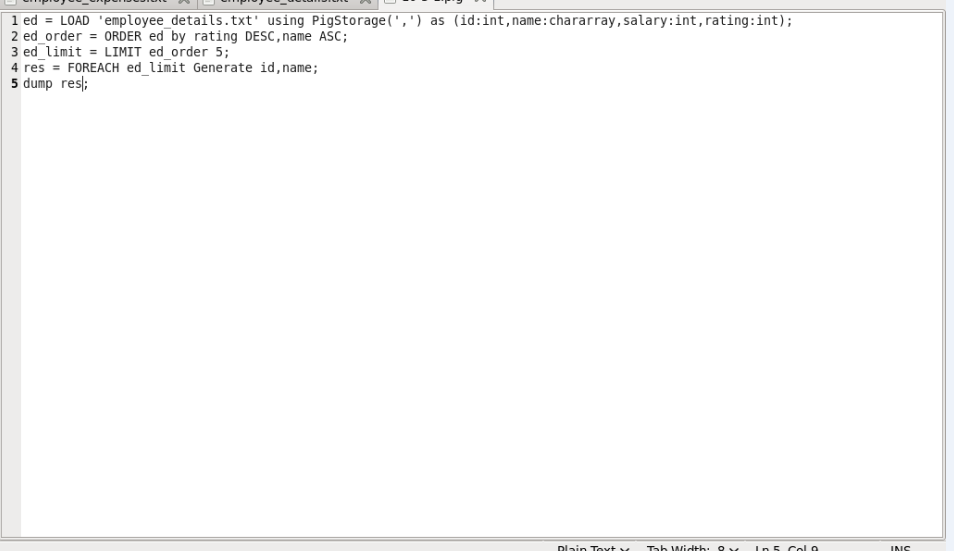 employee_expenses.txt employee_details.txt
1 ed = LOAD 'employee_details.txt' using PigStorage(',') as (id:int,name:chararray,salary:int,rating:int);
2 ed_order = ORDER ed by rating DESC,name ASC;
3 ed_limit = LIMIT ed_order 5;
4 res = FOREACH ed_limit Generate id,name;
5 dump res;
Plain Text Tab Width: 8 Ln 5, Col 9 INS